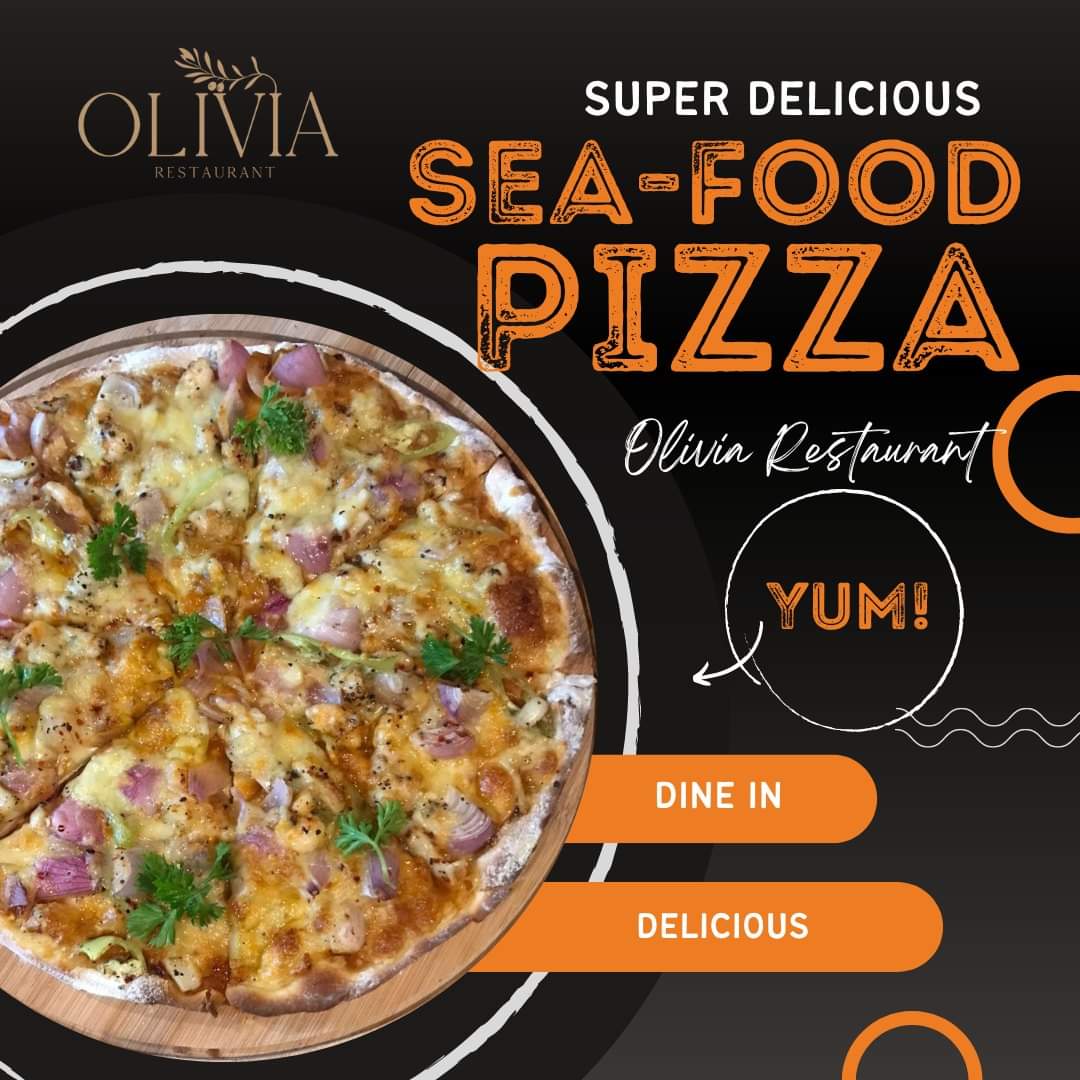 OLIVIA
RESTAURANT
SUPER DELICIOUS
SEA-FOOD
PIZZA
Olivia Restaurant
YUM!
DINE IN
DELICIOUS